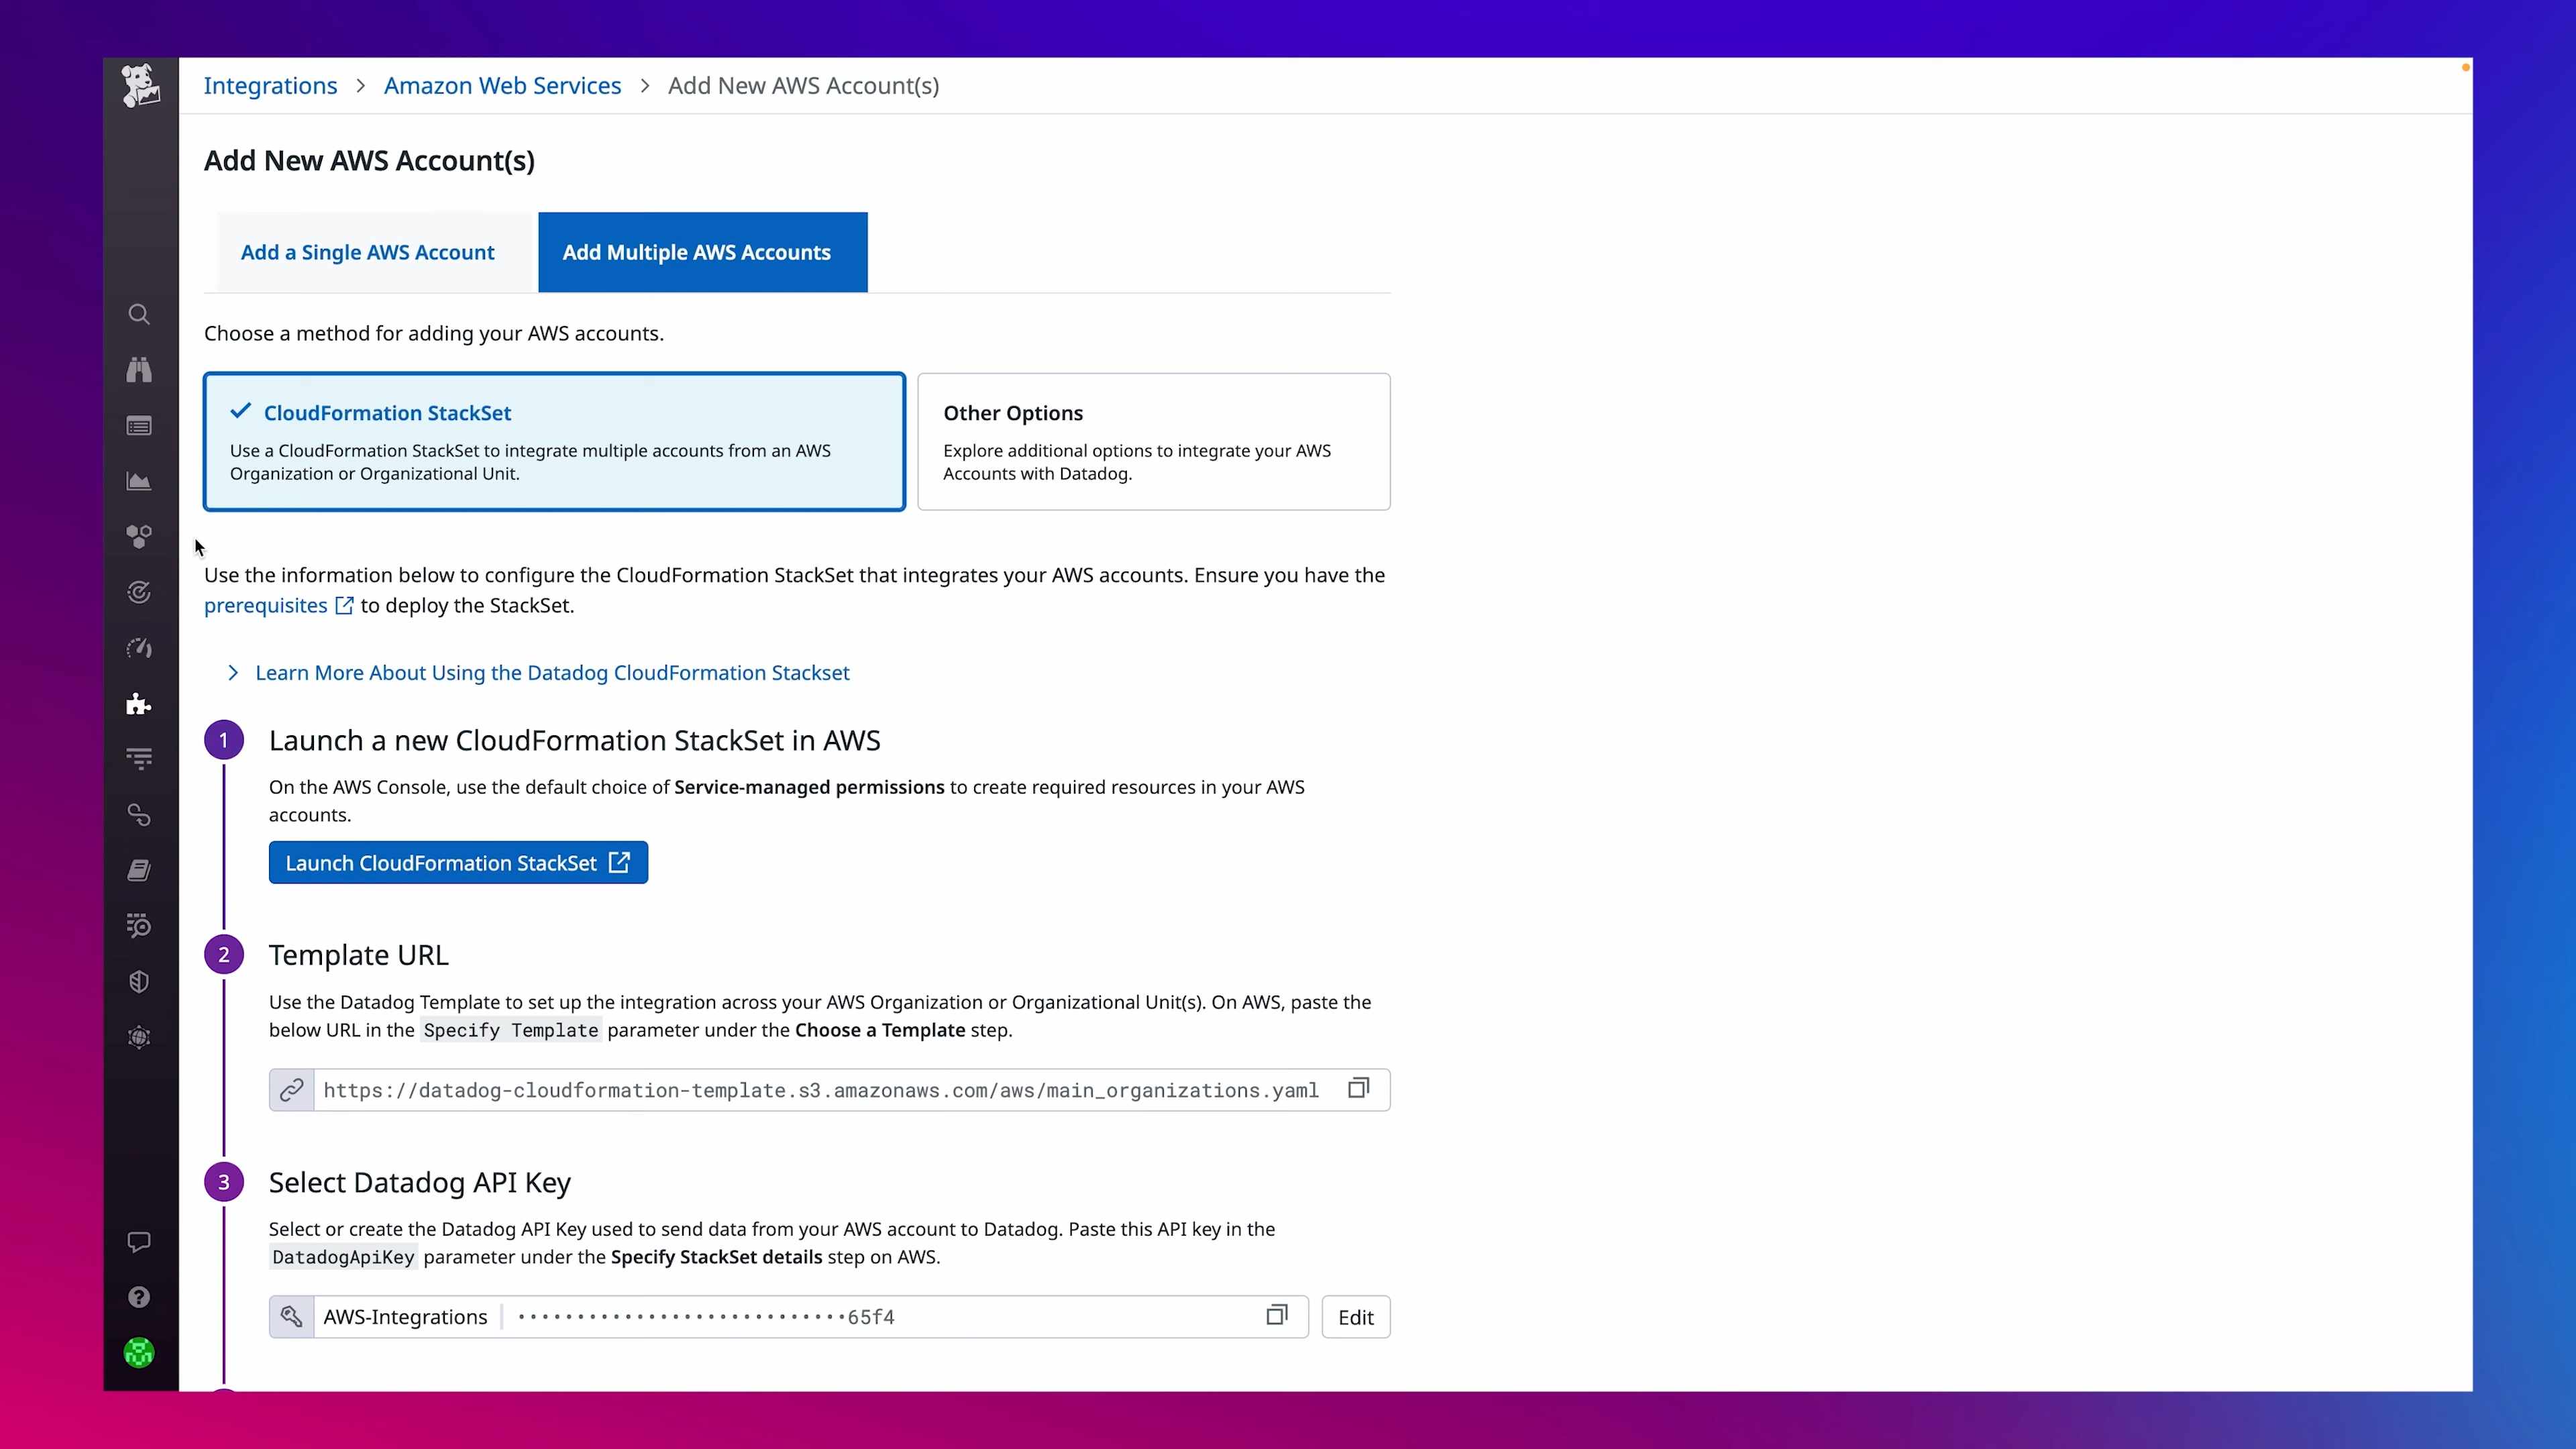 Integrations > Amazon Web Services > Add New AWS Account(s)
Add New AWS Account(s)
Add a Single AWS Account
Add Multiple AWS Accounts
Choose a method for adding your AWS accounts.
CloudFormation StackSet
Use a CloudFormation StackSet to integrate multiple accounts from an AWS
Organization or Organizational Unit.
Other Options
Explore additional options to integrate your AWS
Accounts with Datadog.
Use the information below to configure the CloudFormation StackSet that integrates your AWS accounts. Ensure you have the
prerequisites to deploy the StackSet.
Learn More About Using the Datadog CloudFormation Stackset
1 Launch a new CloudFormation StackSet in AWS
On the AWS Console, use the default choice of Service-managed permissions to create required resources in your AWS
accounts.
Launch CloudFormation StackSet
2 Template URL
Use the Datadog Template to set up the integration across your AWS Organization or Organizational Unit(s). On AWS, paste the
below URL in the Specify Template parameter under the Choose a Template step.
https://datadog-cloudformation-template.s3.amazonaws.com/aws/main_organizations.yaml
3 Select Datadog API Key
Select or create the Datadog API Key used to send data from your AWS account to Datadog. Paste this API key in the
DatadogApiKey parameter under the Specify StackSet details step on AWS.
AWS-Integrations | ••••••••••••••••••••••••••••65f4
Edit